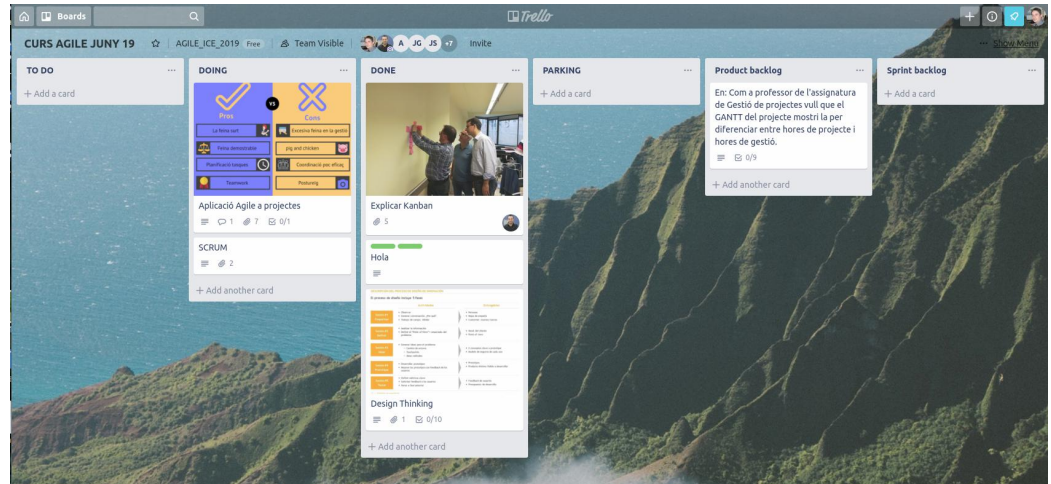 Boards
Trello
CURS AGILE JUNY 19
AGILE_ICE_2019 Free
Team Visible
A JG JS +7
Invite
... Show Menu
TO DO
+ Add a card
DOING
Pros
vs
Cons
La feina surt
Excesiva feina en la gestió
Feina demostrable
pig and chicken
Planificació tasques
Coordinació per eficaç
Teamwork
Postureig
Aplicació Agile a projectes
1 7 0/1
SCRUM
2
+ Add another card
DONE
Explicar Kanban
5
Hola
Design Thinking
1 0/10
+ Add another card
PARKING
+ Add a card
Product backlog
En: Com a professor de l'assignatura
de Gestió de projectes vull que el
GANTT del projecte mostri la per
diferenciar entre hores de projecte i
hores de gestió.
0/9
+ Add another card
Sprint backlog
+ Add a card